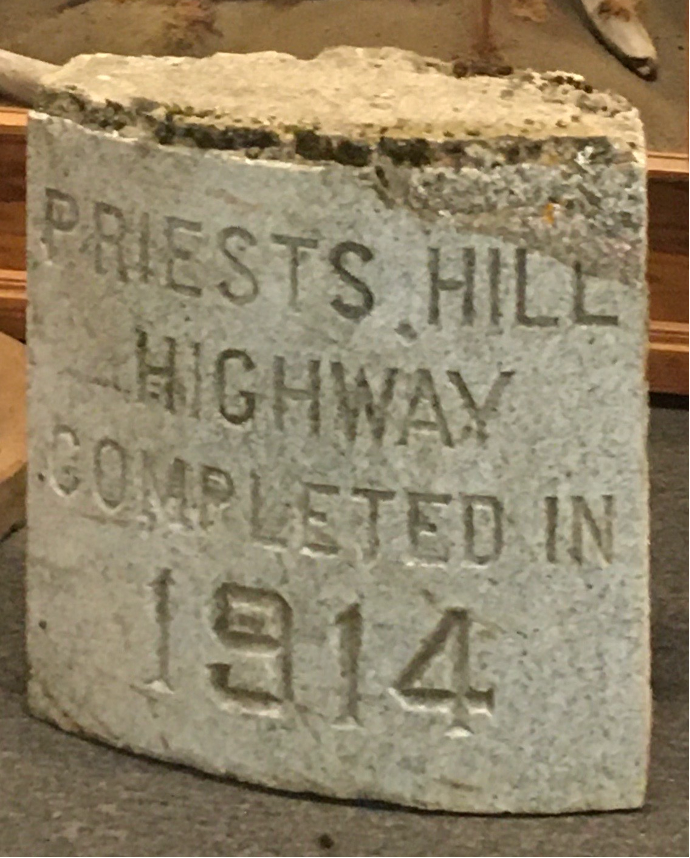 PRIESTS HILL
HIGHWAY
COMPLETED IN
1914